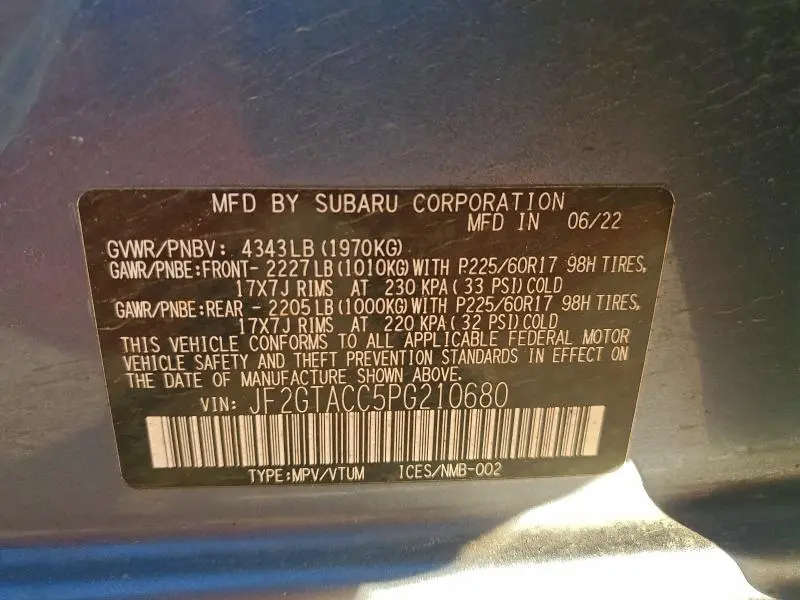 MFD BY SUBARU CORPORATION
MFD IN 06/22
GVWR/PNBV: 4343LB(1970KG)
GAWR/PNBE:FRONT- 2227LB(1010KG)WITH P225/60R17 98H TIRES,
17X7J RIMS AT 230 KPA(33 PSI)COLD
GAWR/PNBE:REAR - 2205LB(1000KG)WITH P225/60R17 98H TIRES,
17X7J RIMS AT 220 KPA(32 PSI)COLD
THIS VEHICLE CONFORMS TO ALL APPLICABLE FEDERAL MOTOR
VEHICLE SAFETY AND THEFT PREVENTION STANDARDS IN EFFECT ON
THE DATE OF MANUFACTURE SHOWN ABOVE.
VIN: JF2GTACC5PG210680
TYPE:MPV/VTUM ICES/NMB-002